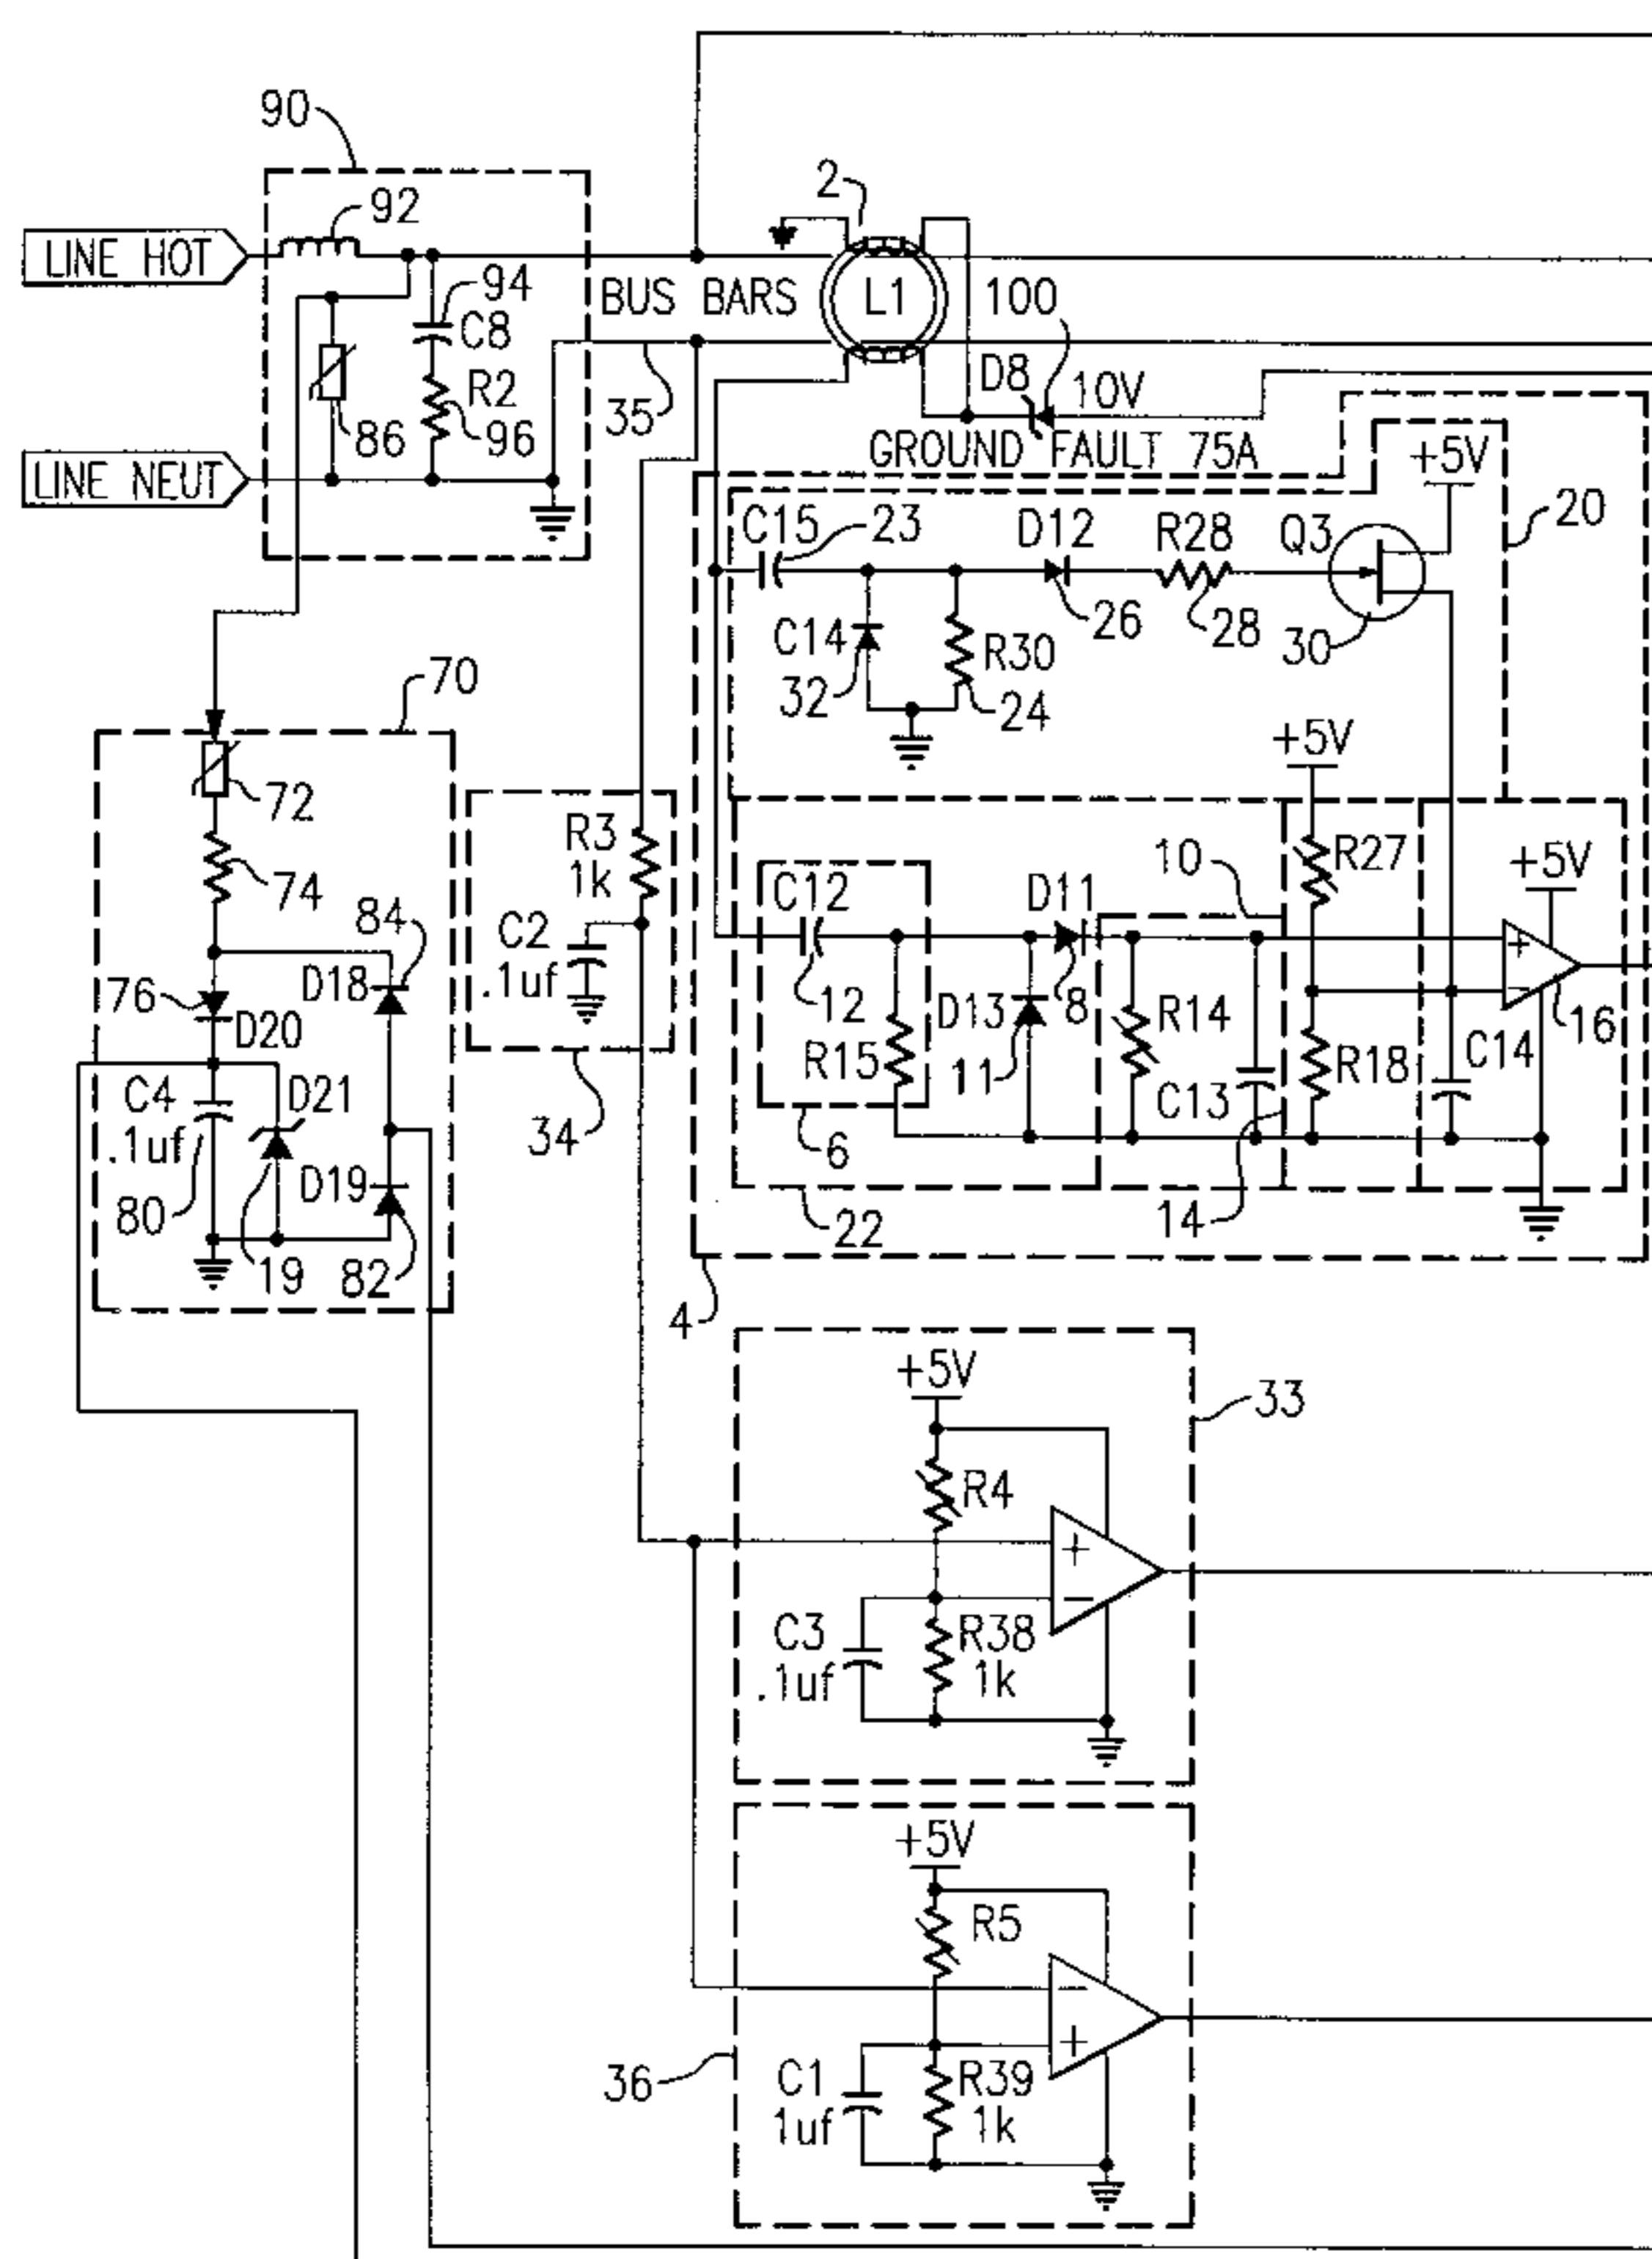 90
92
2
LINE HOT
94
C8
BUS BARS
L1
100
R2
96
86
35
D8
10V
GROUND FAULT 75A
LINE NEUT
+5V
20
C15
23
D12
R28
Q3
26
28
30
C14
32
R30
24
70
+5V
72
R3
1k
10
R27
+5V
74
C12
D11
84
C2
.1uf
76
D18
12
D13
8
R14
16
D20
R15
11
C13
R18
C14
C4
.1uf
D21
34
6
D19
80
19
82
22
14
4
+5V
33
R4
+
−
C3
.1uf
R38
1k
+5V
R5
−
+
36
C1
1uf
R39
1k
+
−